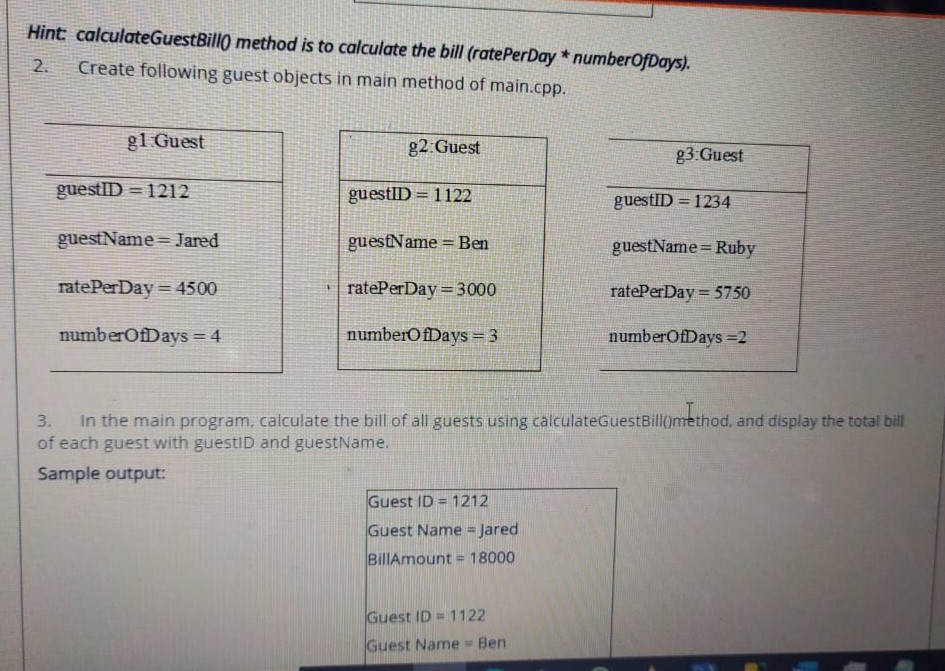 Hint: calculateGuestBill() method is to calculate the bill (ratePerDay * numberOfDays).
2. Create following guest objects in main method of main.cpp.
g1:Guest
guestID = 1212
guestName = Jared
ratePerDay = 4500
numberOfDays = 4
g2:Guest
guestID = 1122
guestName = Ben
ratePerDay = 3000
numberOfDays = 3
g3:Guest
guestID = 1234
guestName = Ruby
ratePerDay = 5750
numberOfDays =2
3. In the main program, calculate the bill of all guests using calculateGuestBill()method, and display the total bill
of each guest with guestID and guestName.
Sample output:
Guest ID = 1212
Guest Name = Jared
BillAmount = 18000
Guest ID = 1122
Guest Name = Ben